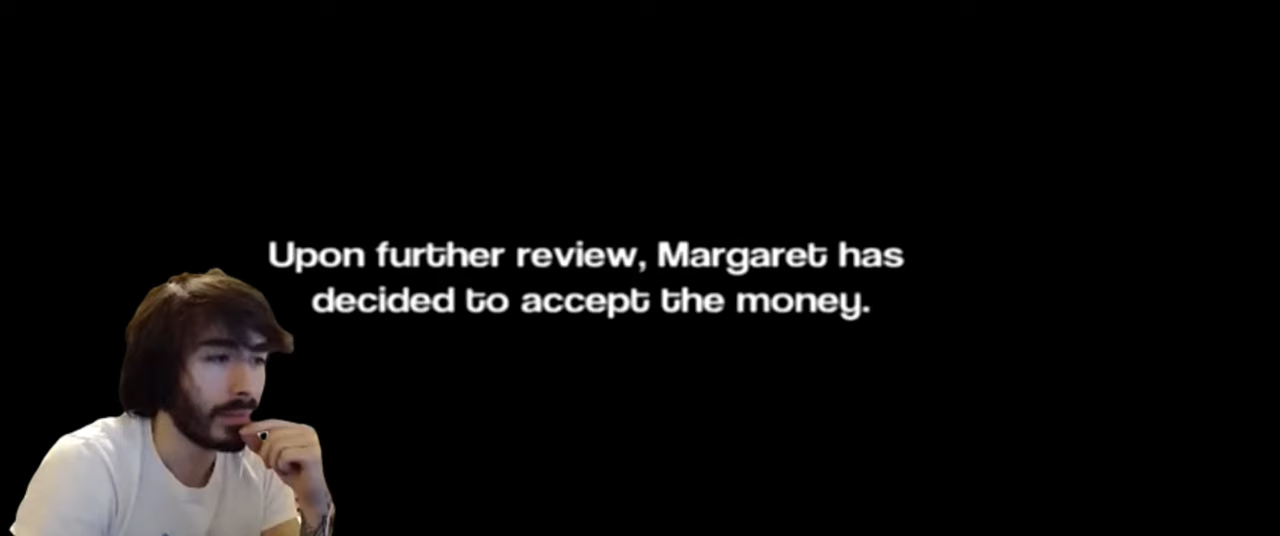 Upon further review, Margaret has
decided to accept the money.